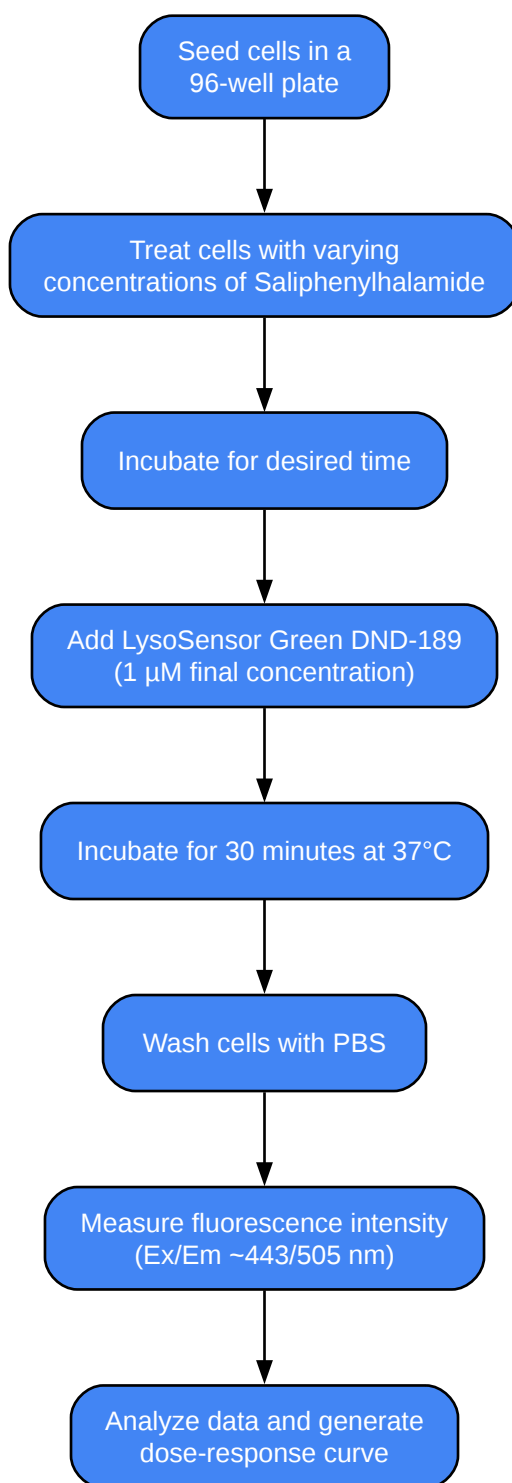 Seed cells in a
96-well plate
Treat cells with varying
concentrations of Saliphenylhalamide
Incubate for desired time
Add LysoSensor Green DND-189
(1 µM final concentration)
Incubate for 30 minutes at 37°C
Wash cells with PBS
Measure fluorescence intensity
(Ex/Em ~443/505 nm)
Analyze data and generate
dose-response curve